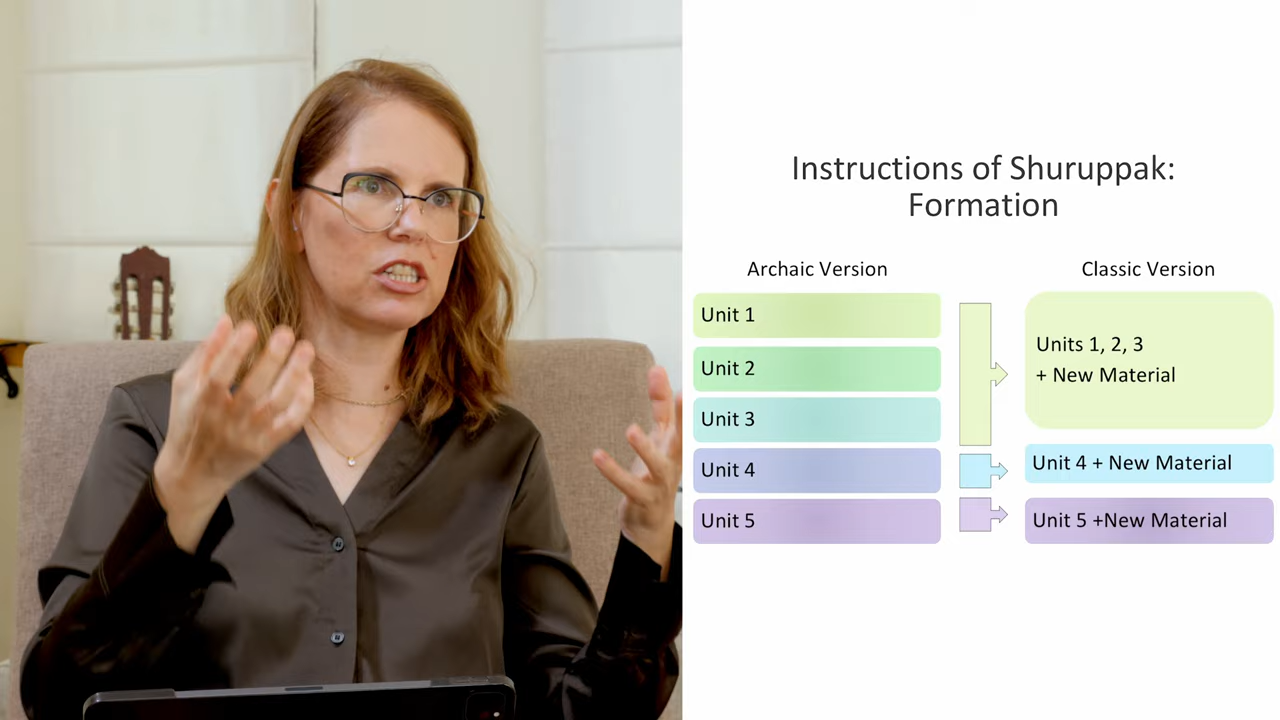 Instructions of Shuruppak:
Formation
Archaic Version
Classic Version
Unit 1
Unit 2
Unit 3
Unit 4
Unit 5
Units 1, 2, 3
+ New Material
Unit 4 + New Material
Unit 5 +New Material